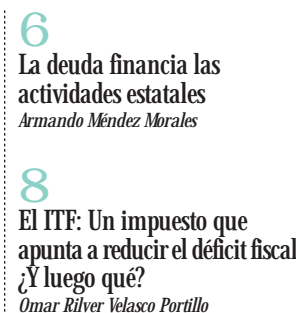 6
La deuda financia las
actividades estatales
Armando Méndez Morales
8
El ITF: Un impuesto que
apunta a reducir el déficit fiscal
¿Y luego qué?
Omar Rilver Velasco Portillo